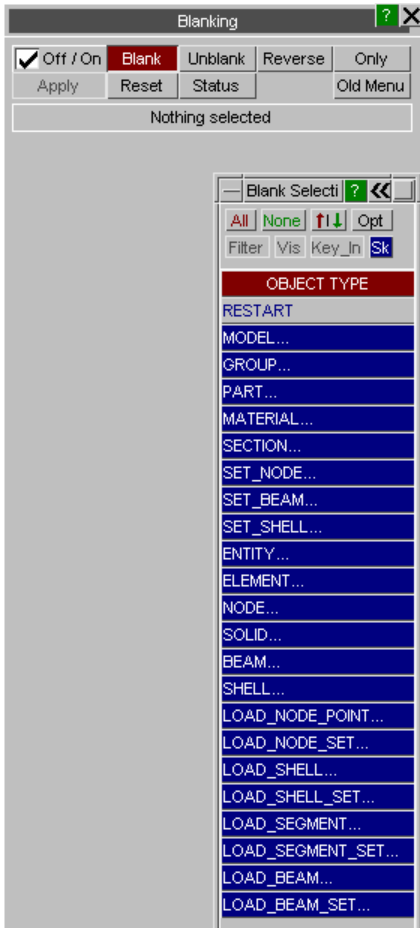 Blanking ? X
Off / On Blank Unblank Reverse Only
Apply Reset Status Old Menu
Nothing selected
Blank Selecti ?
All None Opt
Filter Vis Key_In Sk
OBJECT TYPE
RESTART
MODEL...
GROUP...
PART...
MATERIAL...
SECTION...
SET_NODE...
SET_BEAM...
SET_SHELL...
ENTITY...
ELEMENT...
NODE...
SOLID...
BEAM...
SHELL...
LOAD_NODE_POINT...
LOAD_NODE_SET...
LOAD_SHELL...
LOAD_SHELL_SET...
LOAD_SEGMENT...
LOAD_SEGMENT_SET...
LOAD_BEAM...
LOAD_BEAM_SET...